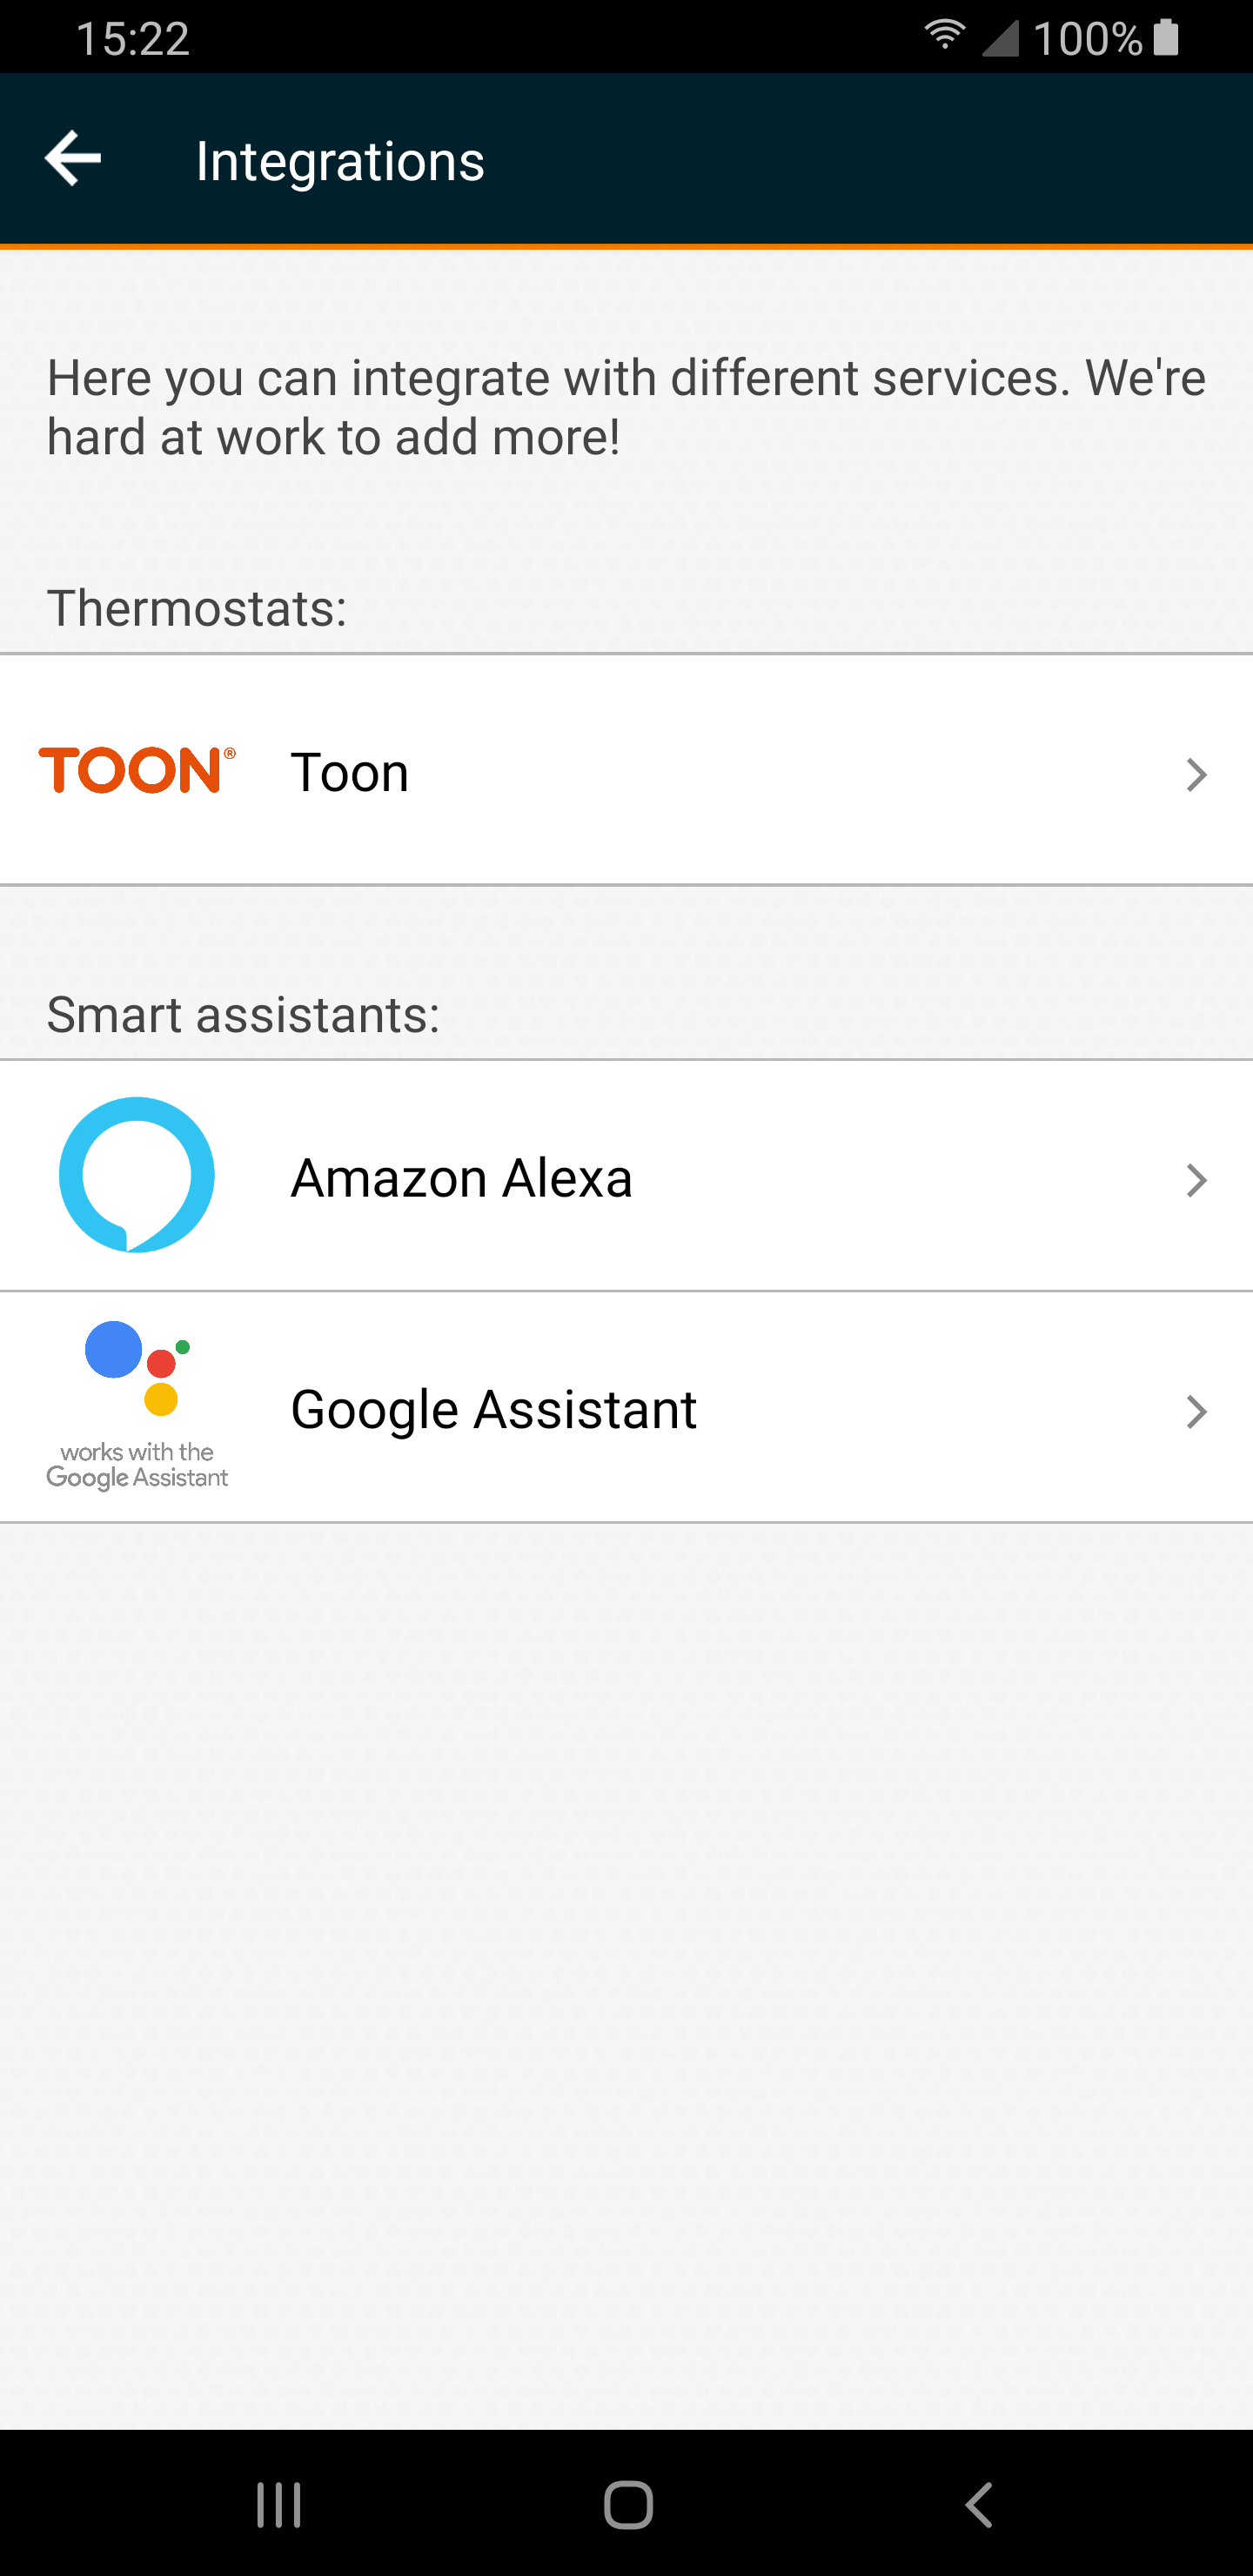 15:22 100%
Integrations
Here you can integrate with different services. We're
hard at work to add more!
Thermostats:
TOON® Toon
Smart assistants:
Amazon Alexa
Google Assistant
works with the
Google Assistant